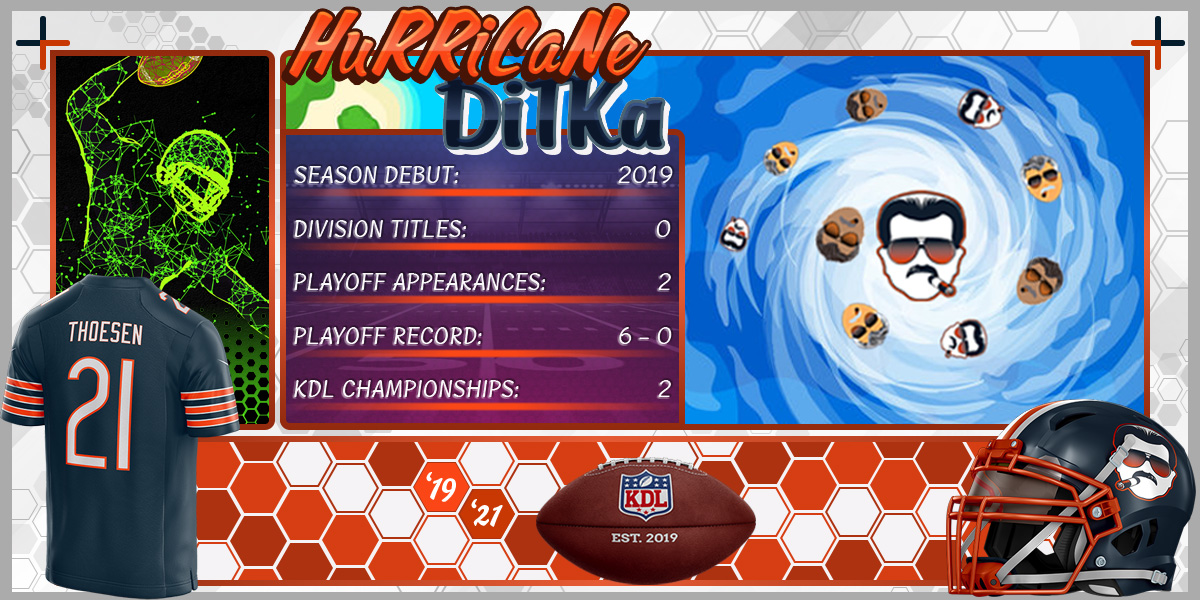 HuRRiCaNe
DiTKa
SEASON DEBUT: 2019
DIVISION TITLES: 0
PLAYOFF APPEARANCES: 2
PLAYOFF RECORD: 6 - 0
KDL CHAMPIONSHIPS: 2
THOESEN
21
2
'19
'21
KDL
EST. 2019